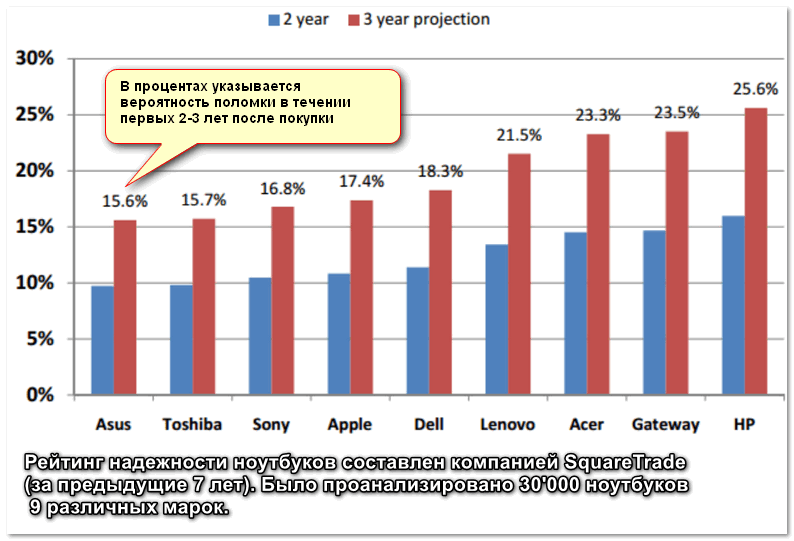 2 year 3 year projection
30%
В процентах указывается
вероятность поломки в течении
первых 2-3 лет после покупки
25%
20%
15%
10%
5%
0%
15.6% 15.7% 16.8% 17.4% 18.3% 21.5% 23.3% 23.5% 25.6%
Asus Toshiba Sony Apple Dell Lenovo Acer Gateway HP
Рейтинг надежности ноутбуков составлен компанией SquareTrade
(за предыдущие 7 лет). Было проанализировано 30'000 ноутбуков
9 различных марок.